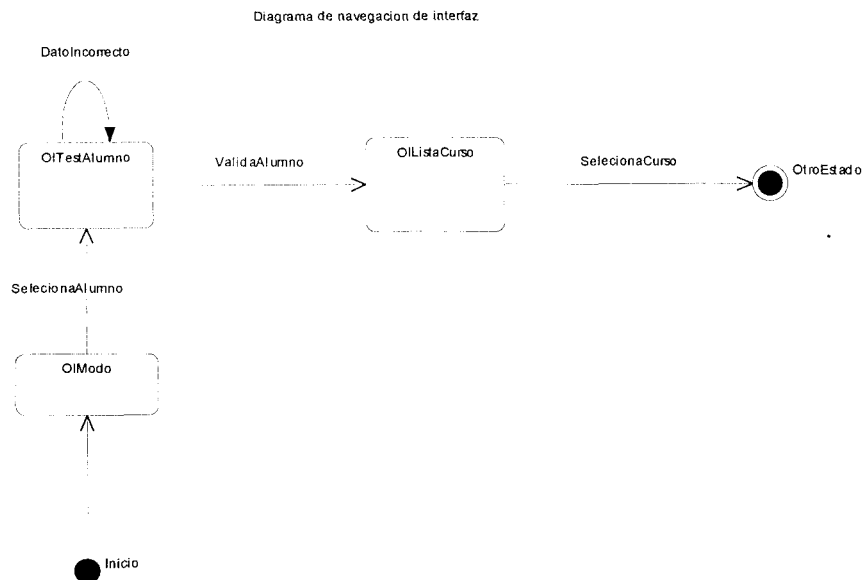 Diagrama de navegacion de interfaz
DatoIncorrecto
OITestAlumno
ValidaAlumno
OIListaCurso
SelecionaCurso
OtroEstado
SelecionaAlumno
OIModo
Inicio